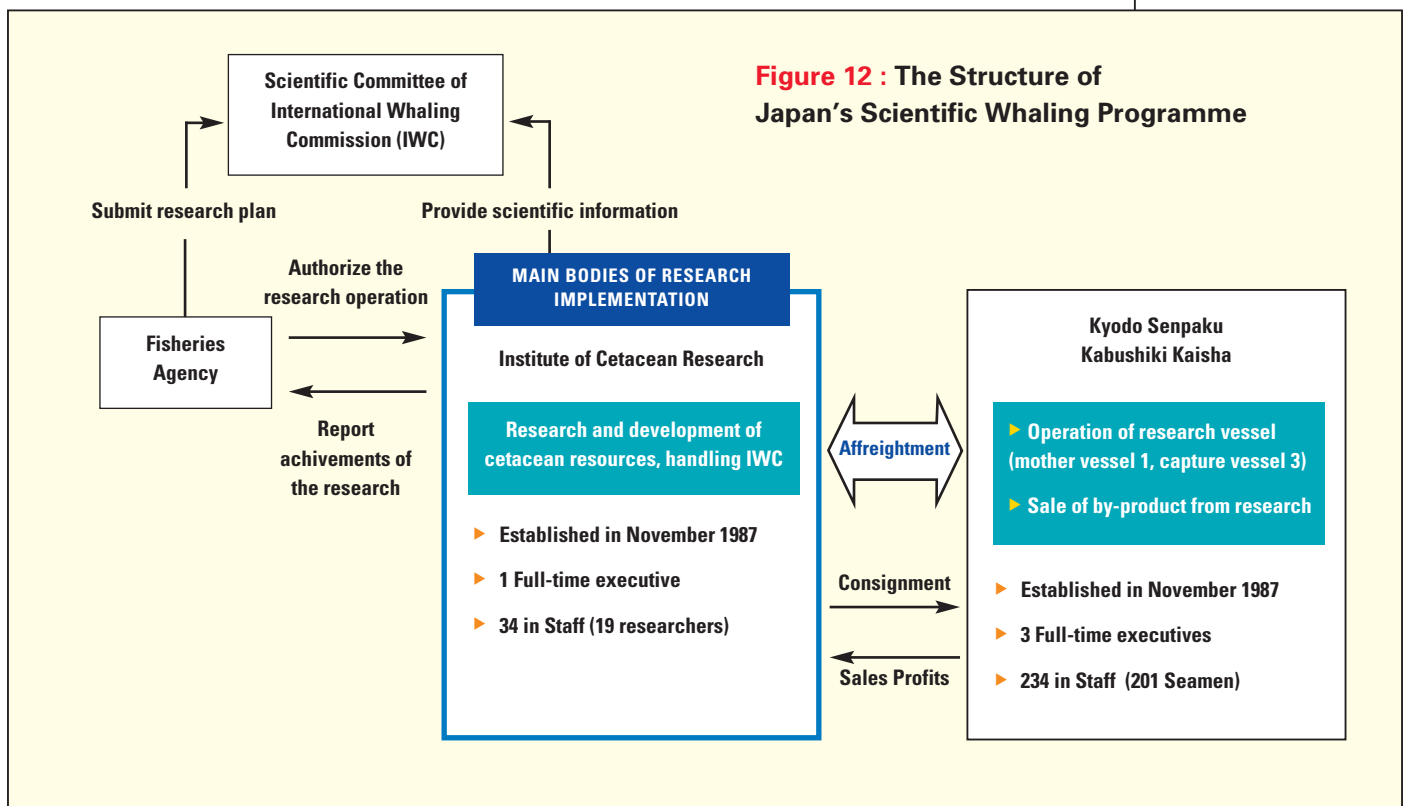 Figure 12 : The Structure of
Japan's Scientific Whaling Programme
Scientific Committee of
International Whaling
Commission (IWC)
Submit research plan
Provide scientific information
Authorize the
research operation
Fisheries
Agency
Report
achivements of
the research
MAIN BODIES OF RESEARCH
IMPLEMENTATION
Institute of Cetacean Research
Research and development of
cetacean resources, handling IWC
▶ Established in November 1987
▶ 1 Full-time executive
▶ 34 in Staff (19 researchers)
Affreightment
Consignment
Sales Profits
Kyodo Senpaku
Kabushiki Kaisha
▶ Operation of research vessel
(mother vessel 1, capture vessel 3)
▶ Sale of by-product from research
▶ Established in November 1987
▶ 3 Full-time executives
▶ 234 in Staff (201 Seamen)